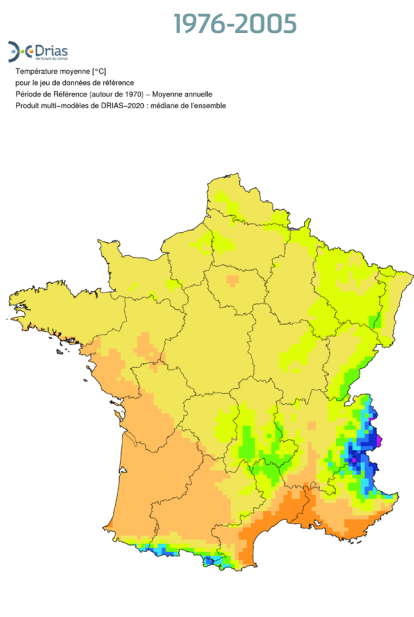 1976-2005
Drias
les futurs du climat
Température moyenne [°C]
pour le jeu de données de référence
Période de Référence (autour de 1970) − Moyenne annuelle
Produit multi−modèles de DRIAS−2020 : médiane de l'ensemble